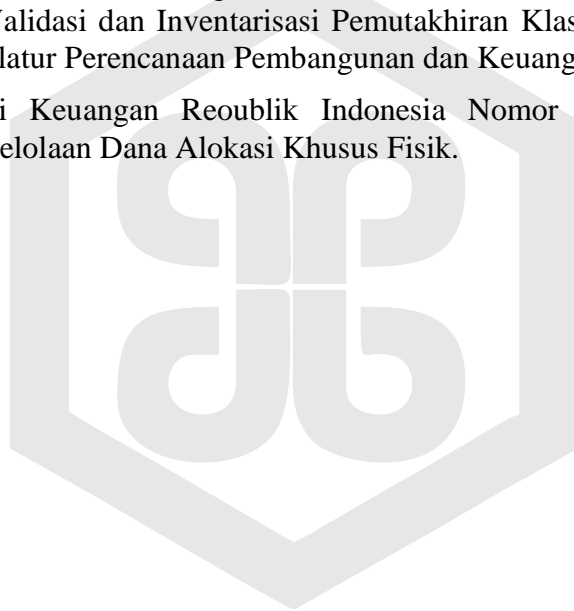 Validasi dan Inventarisasi Pemutakhiran Klas
latur Perencanaan Pembangunan dan Keuang
i Keuangan Reoublik Indonesia Nomor
elolaan Dana Alokasi Khusus Fisik.